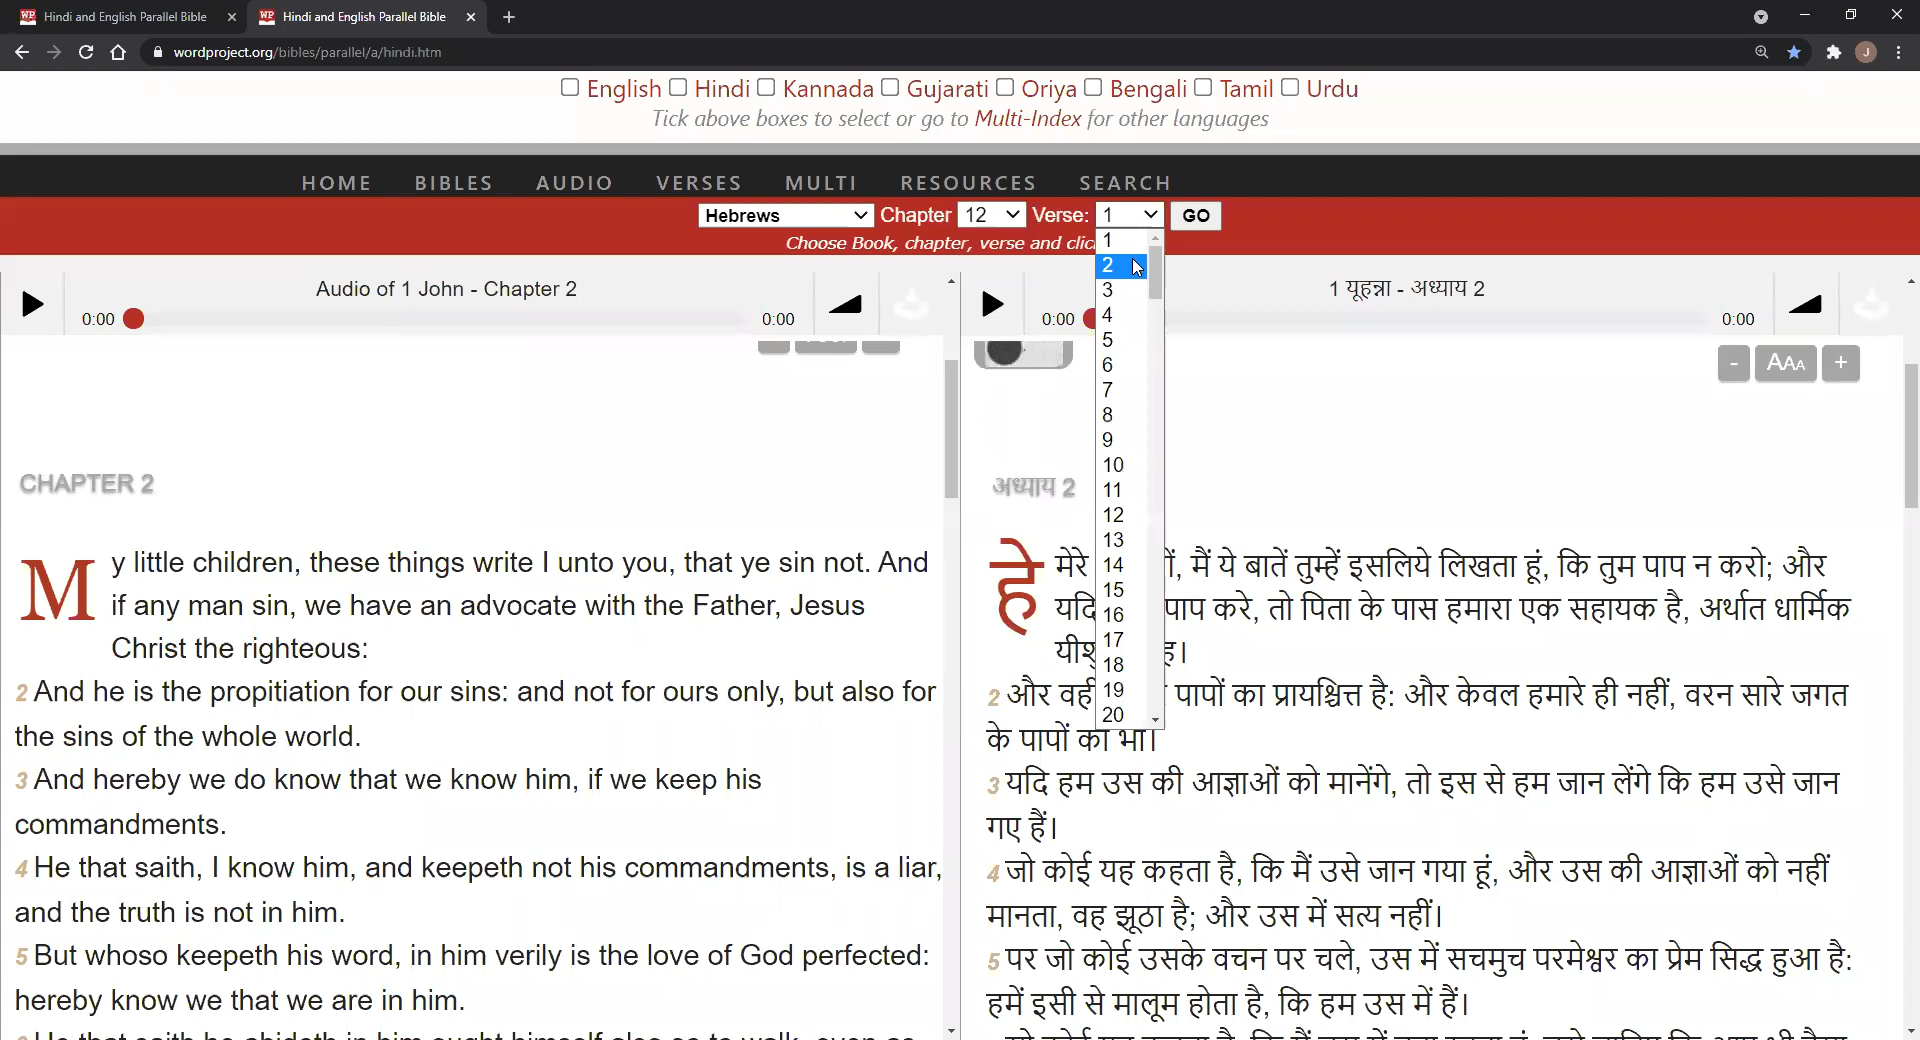 Hindi and English Parallel Bible
Hindi and English Parallel Bible
wordproject.org/bibles/parallel/a/hindi.htm
English Hindi Kannada Gujarati Oriya Bengali Tamil Urdu
Tick above boxes to select or go to Multi-Index for other languages
HOME BIBLES AUDIO VERSES MULTI RESOURCES SEARCH
Hebrews Chapter 12 Verse: 1 GO
Choose Book, chapter, verse and
1
2
3
4
5
6
7
8
9
10
11
12
13
14
15
16
17
18
19
20
Audio of 1 John - Chapter 2
0:00 0:00
CHAPTER 2
My little children, these things write I unto you, that ye sin not. And
if any man sin, we have an advocate with the Father, Jesus
Christ the righteous:
2 And he is the propitiation for our sins: and not for ours only, but also for
the sins of the whole world.
3 And hereby we do know that we know him, if we keep his
commandments.
4 He that saith, I know him, and keepeth not his commandments, is a liar,
and the truth is not in him.
5 But whoso keepeth his word, in him verily is the love of God perfected:
hereby know we that we are in him.
1 यूहन्ना - अध्याय 2
0:00 0:00
- AAA +
अध्याय 2
हे मेरे मैं ये बातें तुम्हें इसलिये लिखता हूं, कि तुम पाप न करो; और
यदि पाप करे, तो पिता के पास हमारा एक सहायक है, अर्थात धार्मिक
2 और वही पापों का प्रायश्चित्त है: और केवल हमारे ही नहीं, वरन सारे जगत
के पापों का भी।
3 यदि हम उस की आज्ञाओं को मानेंगे, तो इस से हम जान लेंगे कि हम उसे जान
गए हैं।
4 जो कोई यह कहता है, कि मैं उसे जान गया हूं, और उस की आज्ञाओं को नहीं
मानता, वह झूठा है; और उस में सत्य नहीं।
5 पर जो कोई उसके वचन पर चले, उस में सचमुच परमेश्वर का प्रेम सिद्ध हुआ है:
हमें इसी से मालूम होता है, कि हम उस में हैं।